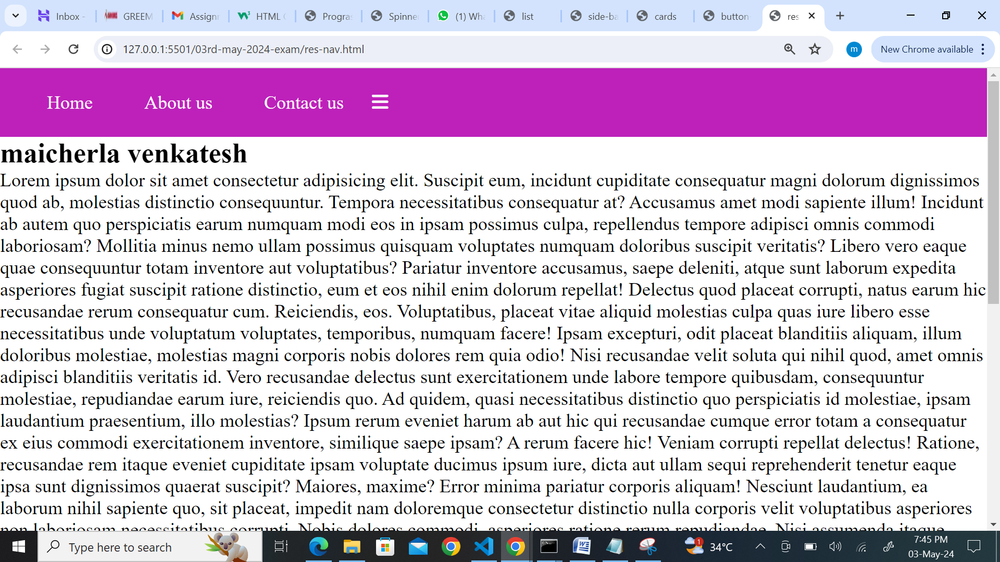 Inbox -
GREEM
Assign
HTML
Progra
Spinne
(1) Wha
list
side-ba
cards
button
res
127.0.0.1:5501/03rd-may-2024-exam/res-nav.html
m
New Chrome available
Home
About us
Contact us
maicherla venkatesh
Lorem ipsum dolor sit amet consectetur adipisicing elit. Suscipit eum, incidunt cupiditate consequatur magni dolorum dignissimos
quod ab, molestias distinctio consequuntur. Tempora necessitatibus consequatur at? Accusamus amet modi sapiente illum! Incidunt
ab autem quo perspiciatis earum numquam modi eos in ipsam possimus culpa, repellendus tempore adipisci omnis commodi
laboriosam? Mollitia minus nemo ullam possimus quisquam voluptates numquam doloribus suscipit veritatis? Libero vero eaque
quae consequuntur totam inventore aut voluptatibus? Pariatur inventore accusamus, saepe deleniti, atque sunt laborum expedita
asperiores fugiat suscipit ratione distinctio, eum et eos nihil enim dolorum repellat! Delectus quod placeat corrupti, natus earum hic
recusandae rerum consequatur cum. Reiciendis, eos. Voluptatibus, placeat vitae aliquid molestias culpa quas iure libero esse
necessitatibus unde voluptatum voluptates, temporibus, numquam facere! Ipsam excepturi, odit placeat blanditiis aliquam, illum
doloribus molestiae, molestias magni corporis nobis dolores rem quia odio! Nisi recusandae velit soluta qui nihil quod, amet omnis
adipisci blanditiis veritatis id. Vero recusandae delectus sunt exercitationem unde labore tempore quibusdam, consequuntur
molestiae, repudiandae earum iure, reiciendis quo. Ad quidem, quasi necessitatibus distinctio quo perspiciatis id molestiae, ipsam
laudantium praesentium, illo molestias? Ipsum rerum eveniet harum ab aut hic qui recusandae cumque error totam a consequatur
ex eius commodi exercitationem inventore, similique saepe ipsam? A rerum facere hic! Veniam corrupti repellat delectus! Ratione,
recusandae rem itaque eveniet cupiditate ipsam voluptate ducimus ipsum iure, dicta aut ullam sequi reprehenderit tenetur eaque
ipsa sunt dignissimos quaerat suscipit? Maiores, maxime? Error minima pariatur corporis aliquam! Nesciunt laudantium, ea
laborum nihil sapiente quo, sit placeat, impedit nam doloremque consectetur distinctio nulla corporis velit voluptatibus asperiores
non laboriosam necessitatibus corrupti. Nobis dolores commodi, asperiores ratione rerum repudiandae. Nisi assumenda itaque
Type here to search
1
34°C
7:45 PM
03-May-24